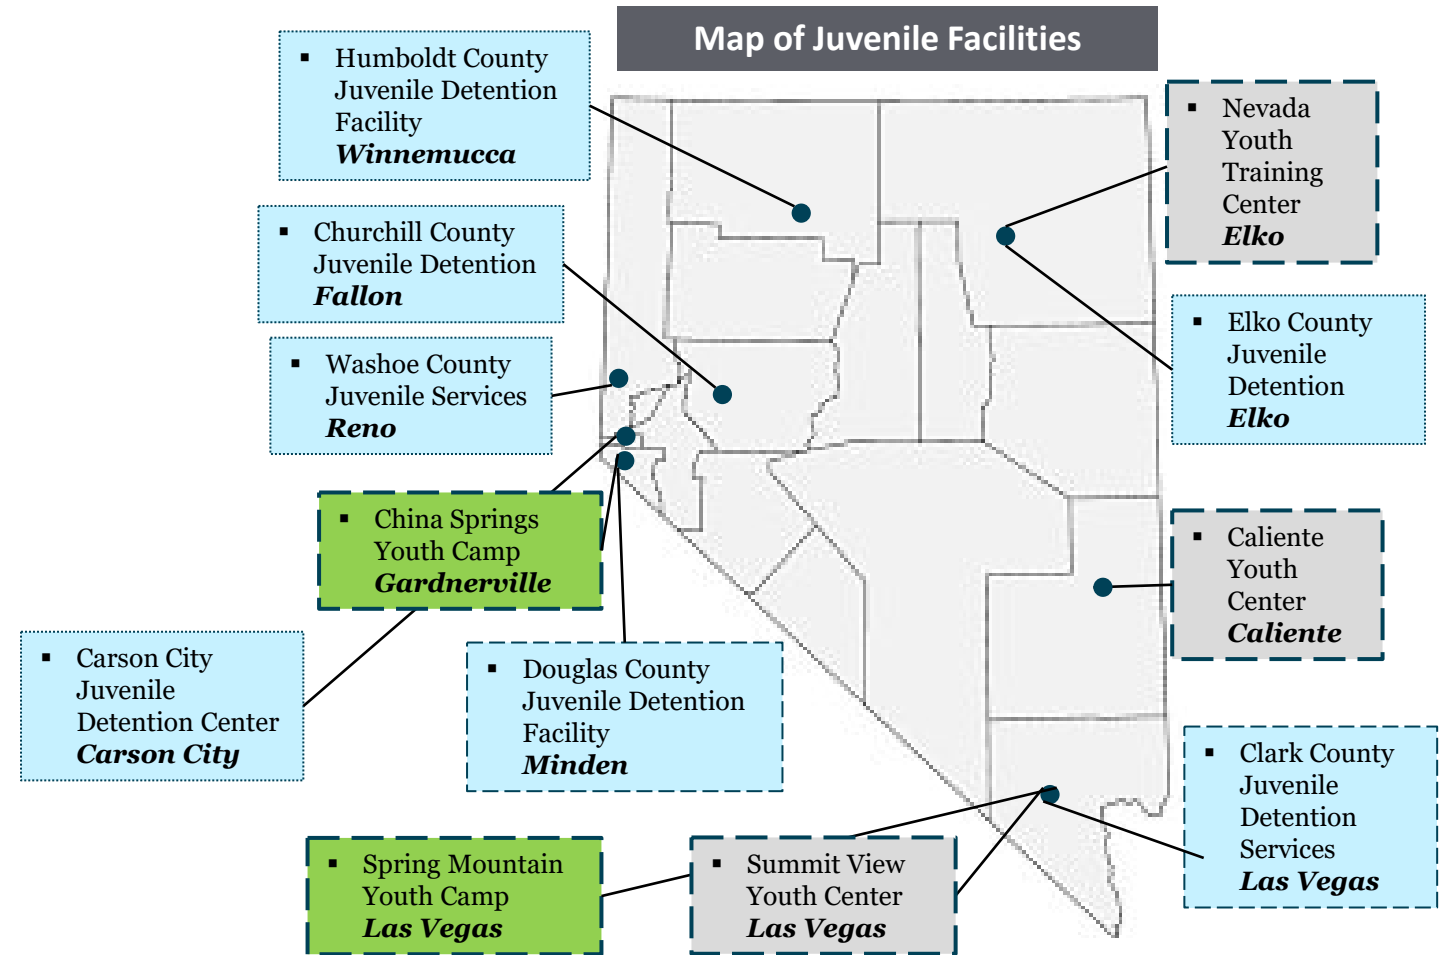 Map of Juvenile Facilities
▪ Humboldt County
Juvenile Detention
Facility
Winnemucca
▪ Churchill County
Juvenile Detention
Fallon
▪ Washoe County
Juvenile Services
Reno
▪ China Springs
Youth Camp
Gardnerville
▪ Carson City
Juvenile
Detention Center
Carson City
▪ Douglas County
Juvenile Detention
Facility
Minden
▪ Spring Mountain
Youth Camp
Las Vegas
▪ Summit View
Youth Center
Las Vegas
▪ Nevada
Youth
Training
Center
Elko
▪ Elko County
Juvenile
Detention
Elko
▪ Caliente
Youth
Center
Caliente
▪ Clark County
Juvenile
Detention
Services
Las Vegas